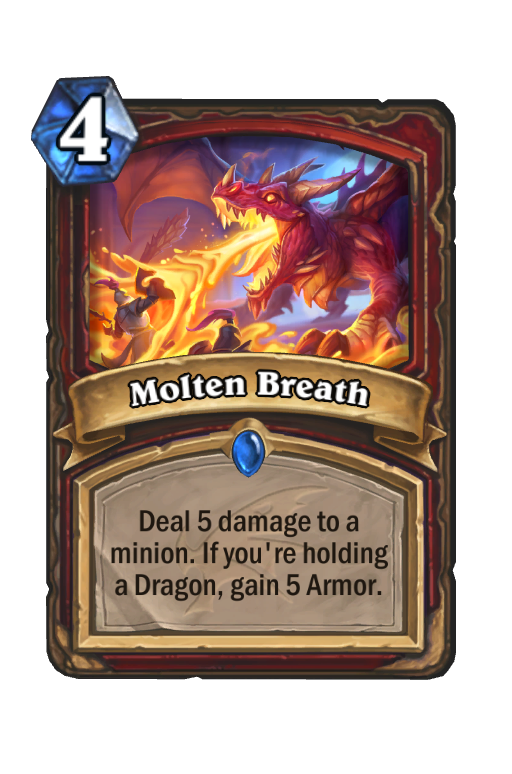 4
Molten Breath
Deal 5 damage to a
minion. If you're holding
a Dragon, gain 5 Armor.